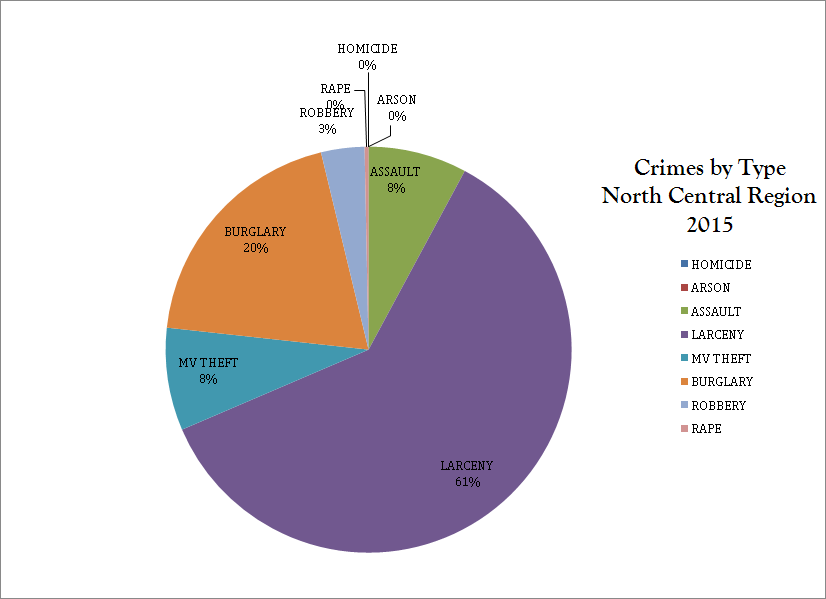 HOMICIDE
0%
RAPE
0%
ROBBERY
3%
ARSON
0%
ASSAULT
8%
BURGLARY
20%
MV THEFT
8%
LARCENY
61%
Crimes by Type
North Central Region
2015
HOMICIDE
ARSON
ASSAULT
LARCENY
MV THEFT
BURGLARY
ROBBERY
RAPE